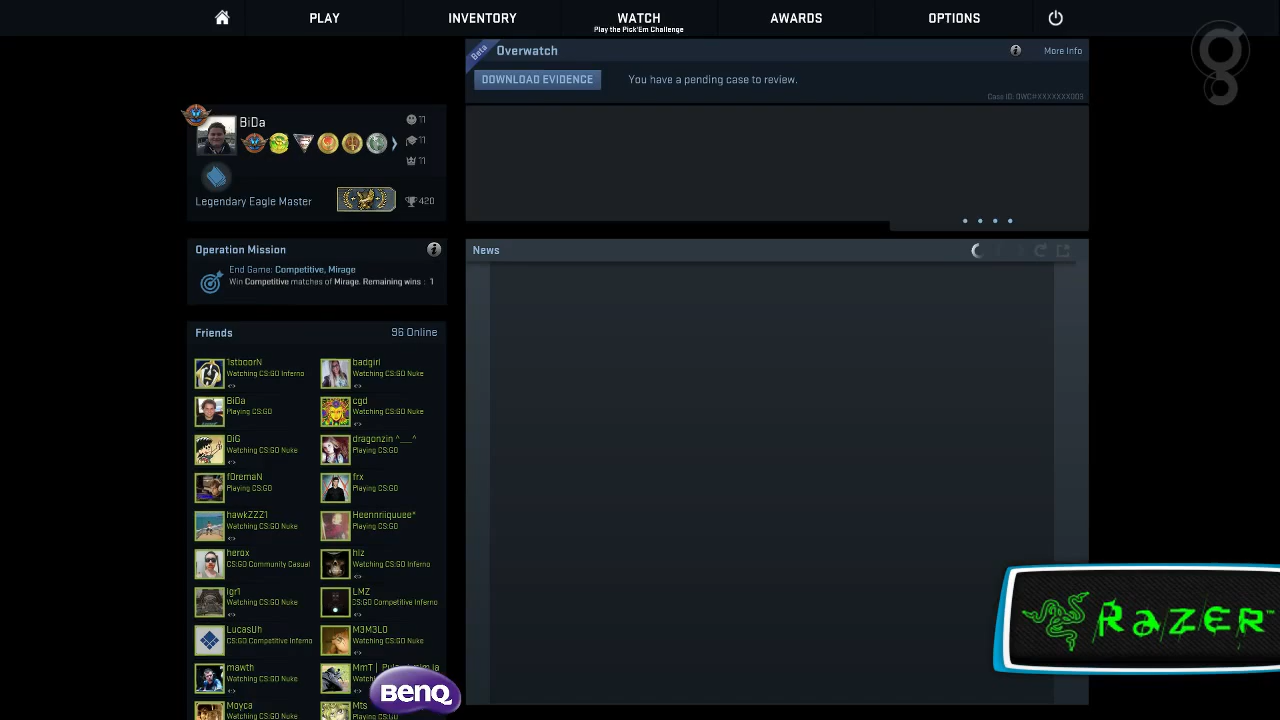 PLAY
INVENTORY
WATCH
Play the Pick'Em Challenge
AWARDS
OPTIONS
Beta
Overwatch
More Info
DOWNLOAD EVIDENCE
You have a pending case to review.
BiDa
11
11
11
Legendary Eagle Master
420
Operation Mission
End Game: Competitive, Mirage
Win Competitive matches of Mirage. Remaining wins : 1
News
Friends
96 Online
1stboorN
Watching CS:GO Inferno
badgirl
Watching CS:GO Nuke
BiDa
Playing CS:GO
cgd
Watching CS:GO Nuke
DiG
Watching CS:GO Nuke
dragonzin ^___^
Playing CS:GO
f0remaN
Playing CS:GO
frx
Playing CS:GO
hawkZZZ1
Watching CS:GO Nuke
Heennriiquuee*
Playing CS:GO
herox
CS:GO Community Casual
hlz
Watching CS:GO Inferno
lgr1
Watching CS:GO Nuke
LMZ
CS:GO Competitive Inferno
LucasUh
CS:GO Competitive Inferno
M3M3L0
Watching CS:GO Nuke
mawth
Watching CS:GO Nuke
MmT |
Moyca
Watching CS:GO Nuke
Mts
Playing CS:GO
BenQ
RAZER